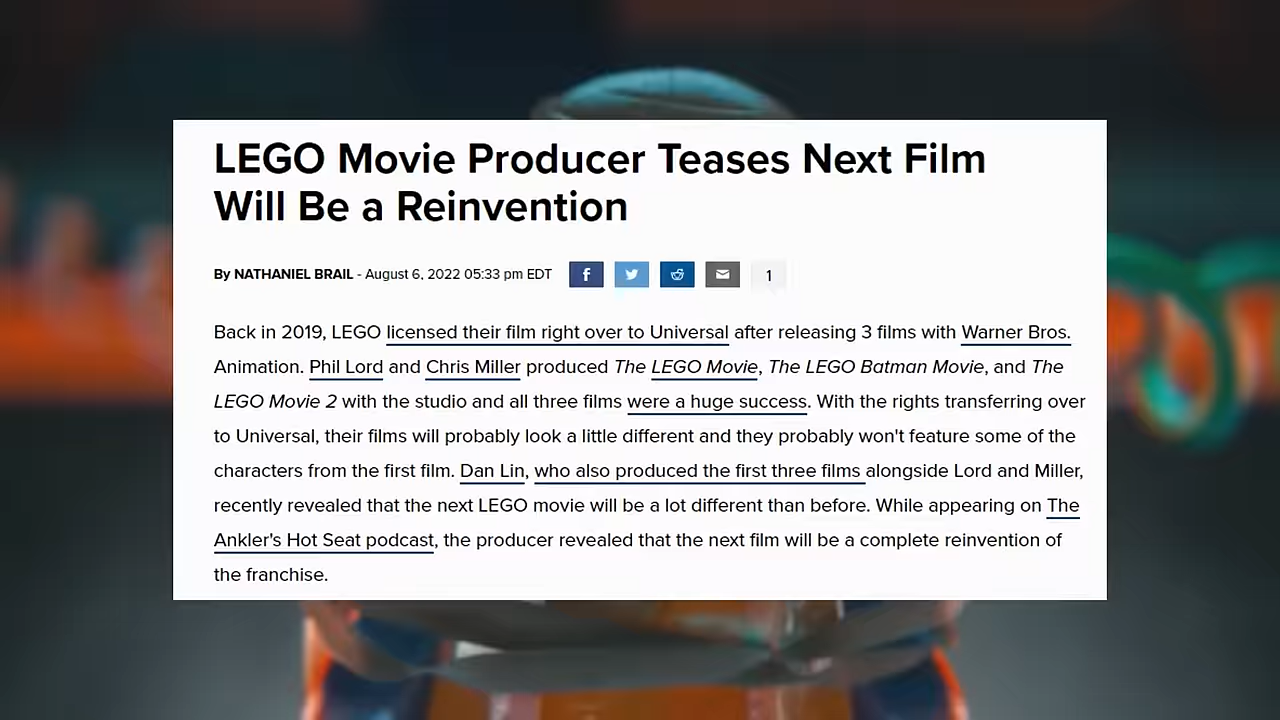 LEGO Movie Producer Teases Next Film
Will Be a Reinvention
By NATHANIEL BRAIL - August 6, 2022 05:33 pm EDT
f
1
Back in 2019, LEGO licensed their film right over to Universal after releasing 3 films with Warner Bros.
Animation. Phil Lord and Chris Miller produced The LEGO Movie, The LEGO Batman Movie, and The
LEGO Movie 2 with the studio and all three films were a huge success. With the rights transferring over
to Universal, their films will probably look a little different and they probably won't feature some of the
characters from the first film. Dan Lin, who also produced the first three films alongside Lord and Miller,
recently revealed that the next LEGO movie will be a lot different than before. While appearing on The
Ankler's Hot Seat podcast, the producer revealed that the next film will be a complete reinvention of
the franchise.